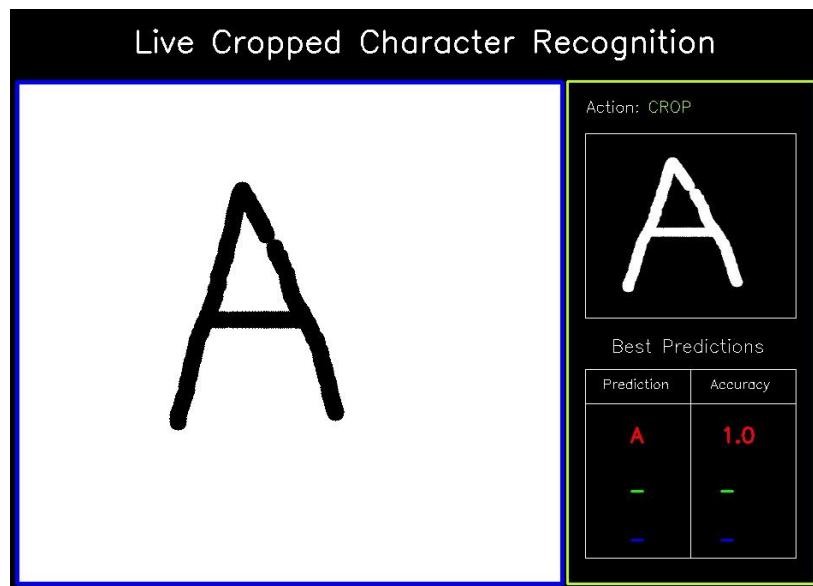 Live Cropped Character Recognition
A
Action: CROP
A
Best Predictions
Prediction Accuracy
A 1.0
– –
– –